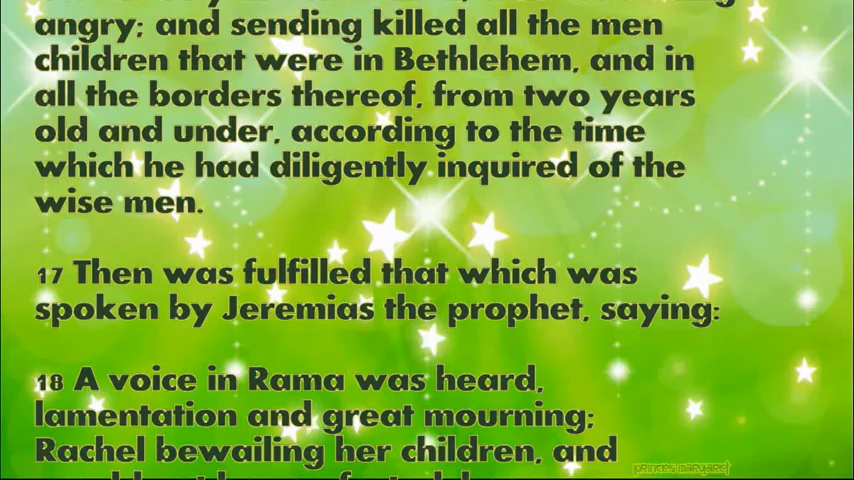 angry; and sending killed all the men
children that were in Bethlehem, and in
all the borders thereof, from two years
old and under, according to the time
which he had diligently inquired of the
wise men.
17 Then was fulfilled that which was
spoken by Jeremias the prophet, saying:
18 A voice in Rama was heard,
lamentation and great mourning;
Rachel bewailing her children, and
princes margaret